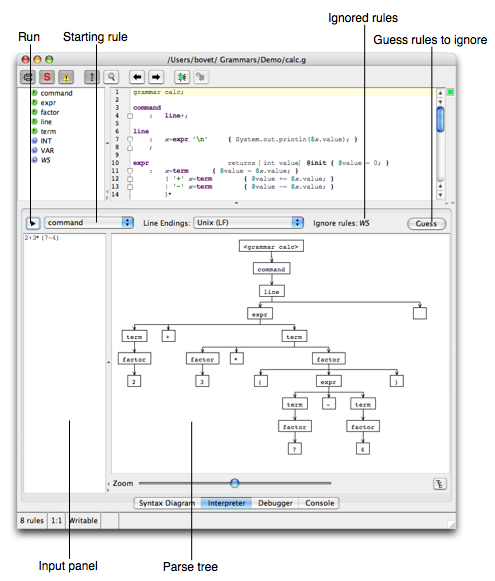 Ignored rules
Run
Starting rule
Guess rules to ignore
/Users/bovet/ Grammars/Demo/calc.g
S
command
expr
factor
line
term
INT
VAR
WS
1 grammar calc;
2
3 command
4 : line+;
5
6 line
7 : x=expr '\n' { System.out.println($x.value); }
8 ;
9
10 expr returns [int value] @init { $value = 0; }
11 : x=term { $value = $x.value; }
12 ( '+' x=term { $value += $x.value; }
13 | '-' x=term { $value -= $x.value; }
14 )*
command
Line Endings:
Unix (LF)
Ignore rules: WS
Guess
2+3*(7-4)
<grammar calc>
command
line
expr
term + term
factor factor * factor
2 3 ( expr )
term - term
factor factor
7 4
Zoom
Syntax Diagram Interpreter Debugger Console
8 rules 1:1 Writable
Input panel
Parse tree